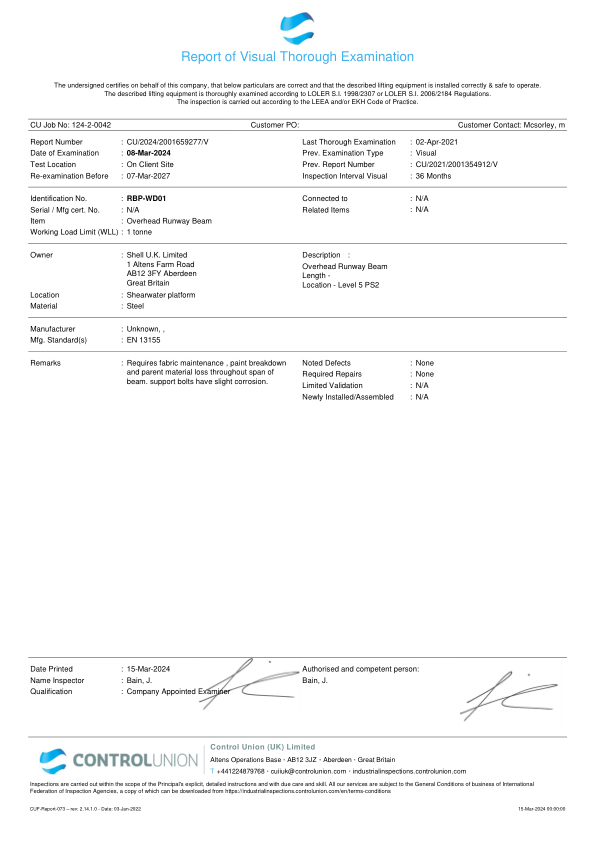 Report of Visual Thorough Examination
The undersigned certifies on behalf of this company, that below particulars are correct and that the described lifting equipment is installed correctly & safe to operate.
The described lifting equipment is thoroughly examined according to LOLER S.I. 1998/2307 or LOLER S.I. 2006/2184 Regulations.
The inspection is carried out according to the LEEA and/or EKH Code of Practice.
CU Job No: 124-2-0042 Customer PO: Customer Contact: Mcsorley, m
Report Number : CU/2024/2001659277/V Last Thorough Examination : 02-Apr-2021
Date of Examination : 08-Mar-2024 Prev. Examination Type : Visual
Test Location : On Client Site Prev. Report Number : CU/2021/2001354912/V
Re-examination Before : 07-Mar-2027 Inspection Interval Visual : 36 Months
Identification No. : RBP-WD01 Connected to : N/A
Serial / Mfg cert. No. : N/A Related Items : N/A
Item : Overhead Runway Beam
Working Load Limit (WLL) : 1 tonne
Owner : Shell U.K. Limited Description :
1 Altens Farm Road Overhead Runway Beam
AB12 3FY Aberdeen Length -
Great Britain Location - Level 5 PS2
Location : Shearwater platform
Material : Steel
Manufacturer : Unknown, ,
Mfg. Standard(s) : EN 13155
Remarks : Requires fabric maintenance , paint breakdown Noted Defects : None
and parent material loss throughout span of Required Repairs : None
beam. support bolts have slight corrosion. Limited Validation : N/A
Newly Installed/Assembled : N/A
Date Printed : 15-Mar-2024 Authorised and competent person:
Name Inspector : Bain, J. Bain, J.
Qualification : Company Appointed Examiner
CONTROLUNION
Control Union (UK) Limited
Altens Operations Base · AB12 3JZ · Aberdeen · Great Britain
T +441224879768 · cuiiuk@controlunion.com · industrialinspections.controlunion.com
Inspections are carried out within the scope of the Principal's explicit, detailed instructions and with due care and skill. All our services are subject to the General Conditions of business of International
Federation of Inspection Agencies, a copy of which can be downloaded from https://industrialinspections.controlunion.com/en/terms-conditions
CUF-Report-073 – rev: 2.14.1.0 - Date: 03-Jun-2022 15-Mar-2024 00:00:00